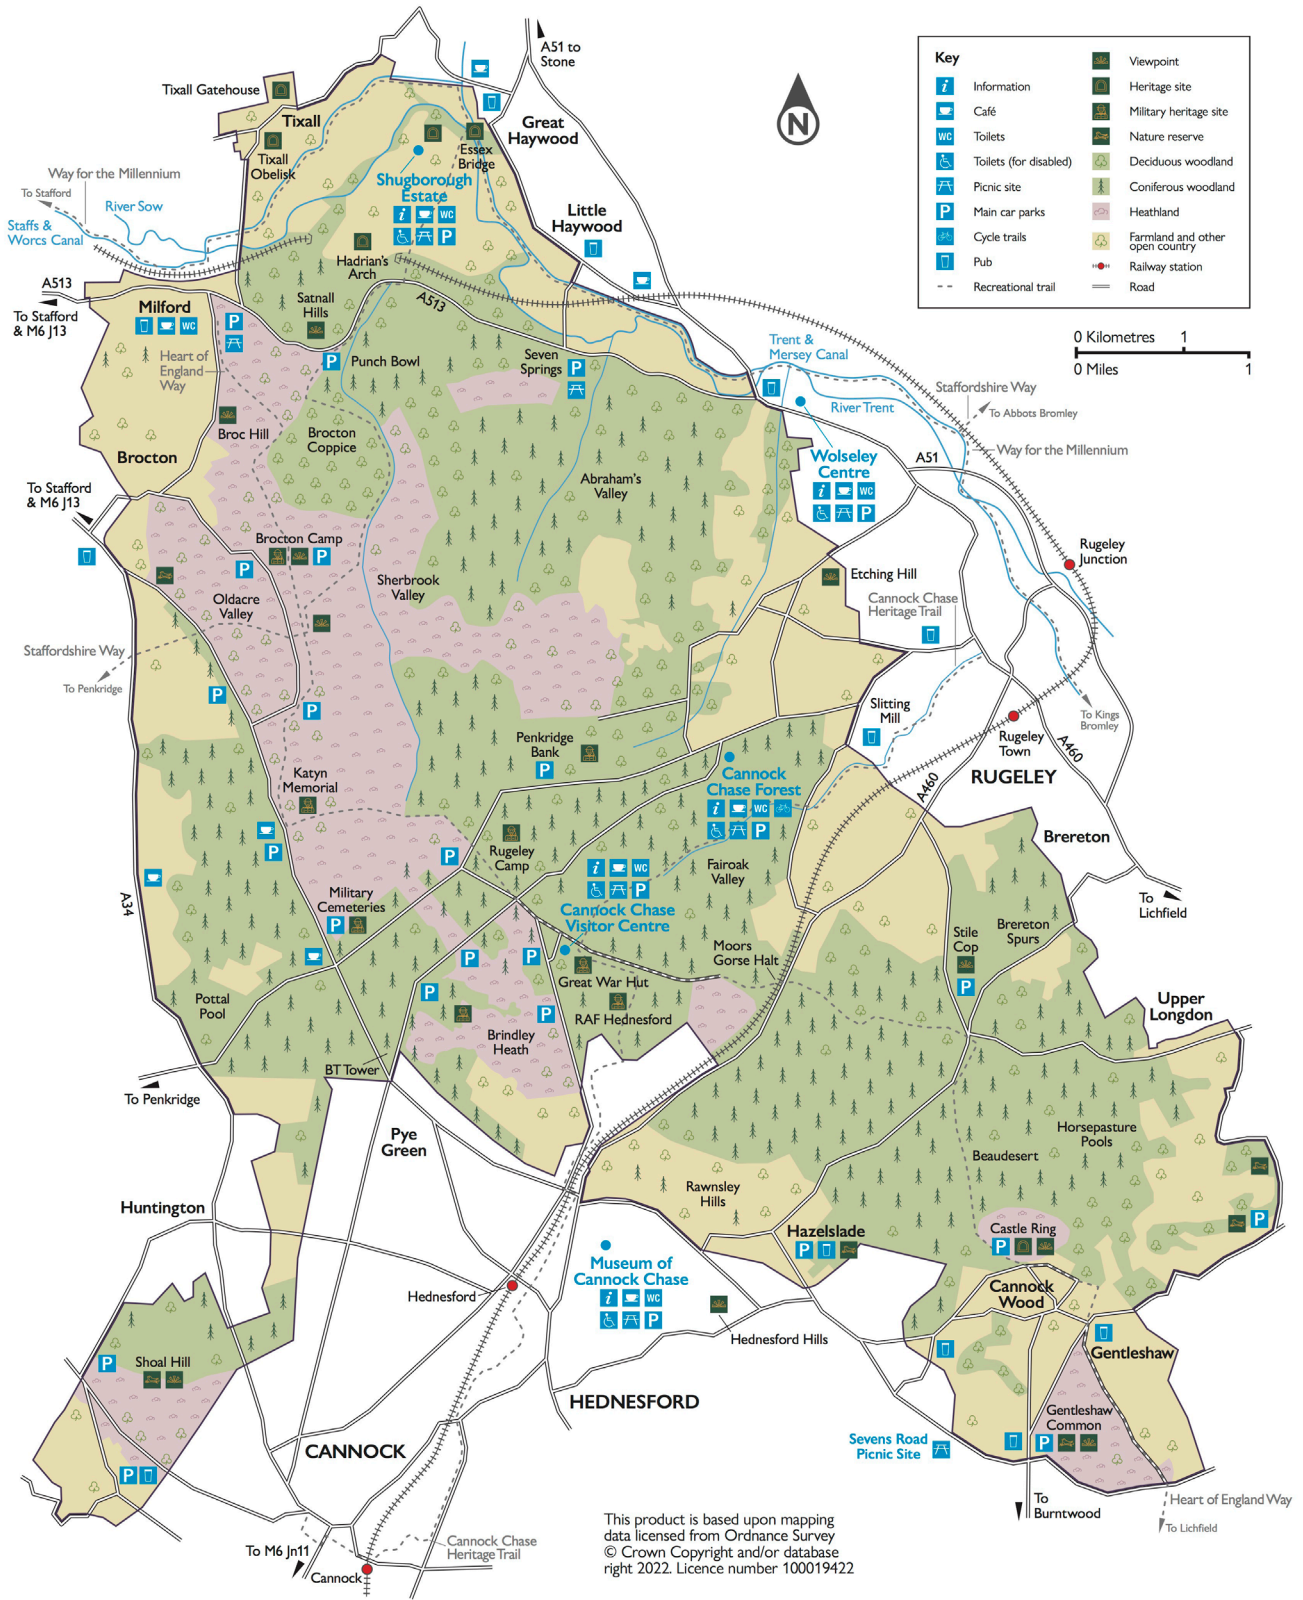 A51 to
Stone
Tixall Gatehouse
Tixall
Great
Haywood
Tixall
Obelisk
Essex
Bridge
Way for the Millennium
To Stafford
River Sow
Staffs &
Worcs Canal
Shugborough
Estate
i
WC
P
Little
Haywood
Hadrian's
Arch
A513
To Stafford
& M6 J13
Milford
WC
P
Satnall
Hills
A513
Heart of
England
Way
P
Punch Bowl
Seven
Springs
P
Trent &
Mersey Canal
Staffordshire Way
To Abbots Bromley
River Trent
Way for the Millennium
Broc Hill
Brocton
Coppice
Brocton
Abraham's
Valley
Wolseley
Centre
i
WC
P
A51
To Stafford
& M6 J13
Brocton Camp
P
P
Oldacre
Valley
Sherbrook
Valley
Etching Hill
Rugeley
Junction
Cannock Chase
Heritage Trail
Staffordshire Way
To Penkridge
P
P
Slitting
Mill
To Kings
Bromley
Rugeley
Town
A460
RUGELEY
A460
Penkridge
Bank
P
Cannock
Chase Forest
i
WC
P
Katyn
Memorial
P
P
Rugeley
Camp
i
WC
P
Fairoak
Valley
Brereton
A34
Military
Cemeteries
P
Cannock Chase
Visitor Centre
To
Lichfield
Brereton
Spurs
Stile
Cop
P
Moors
Gorse Halt
P
P
Great War Hut
P
P
RAF Hednesford
Pottal
Pool
Brindley
Heath
Upper
Longdon
BT Tower
To Penkridge
Pye
Green
Horsepasture
Pools
Beaudesert
Rawnsley
Hills
Huntington
Hazelslade
P
Castle Ring
P
P
Museum of
Cannock Chase
i
WC
P
Hednesford
Hednesford Hills
Cannock
Wood
Gentleshaw
P
Shoal Hill
HEDNESFORD
Gentleshaw
Common
P
CANNOCK
Sevens Road
Picnic Site
P
To
Burntwood
Heart of England Way
To Lichfield
To M6 Jn11
Cannock
Cannock Chase
Heritage Trail
This product is based upon mapping
data licensed from Ordnance Survey
© Crown Copyright and/or database
right 2022. Licence number 100019422
N
Key
i Information
Café
WC Toilets
Toilets (for disabled)
Picnic site
P Main car parks
Cycle trails
Pub
Recreational trail
Viewpoint
Heritage site
Military heritage site
Nature reserve
Deciduous woodland
Coniferous woodland
Heathland
Farmland and other
open country
Railway station
Road
0 Kilometres 1
0 Miles 1